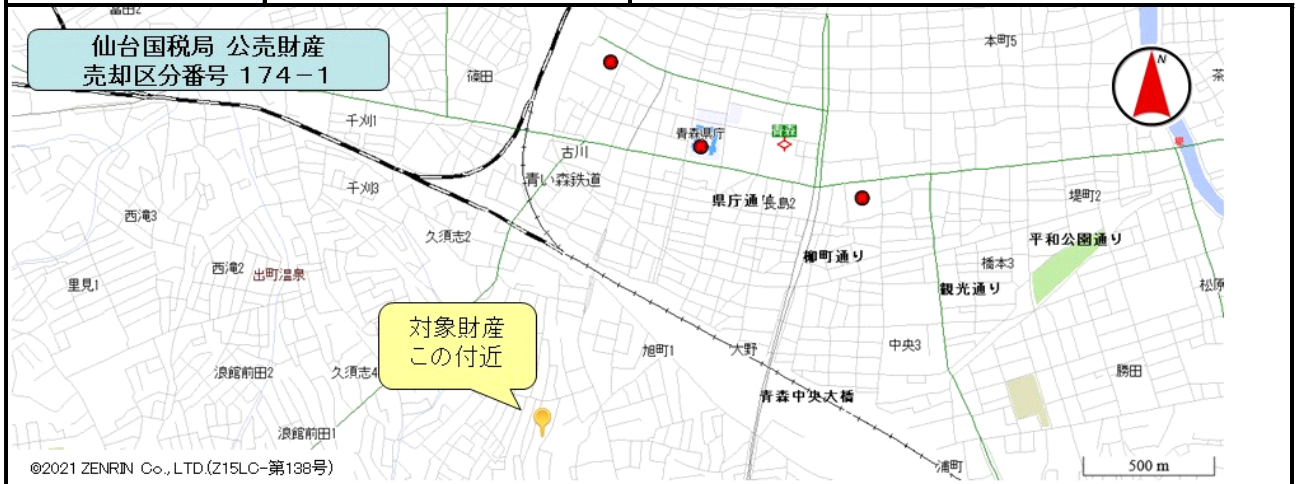 富田2
仙台国税局 公売財産
売却区分番号 174-1
本町5
N
茶
篠田
千刈1
青森県庁
青森
堤
古川
青い森鉄道
千刈3
県庁通り
長島2
堤町2
西滝3
久須志2
平和公園通り
柳町通り
橋本3
西滝2
出町温泉
里見1
観光通り
松原
対象財産
この付近
旭町1
大野
中央3
浪館前田2
久須志4
勝田
青森中央大橋
浪館前田1
©2021 ZENRIN Co., LTD.(Z15LC-第138号)
浦町
500 m